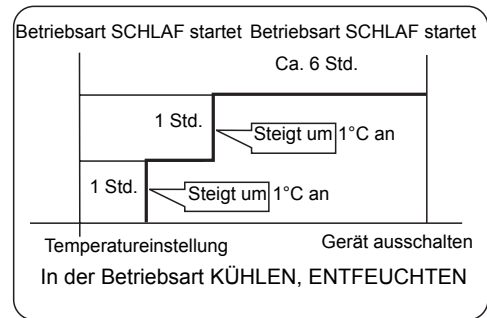 Betriebsart SCHLAF startet Betriebsart SCHLAF startet
Ca. 6 Std.
1 Std.
Steigt um 1°C an
1 Std.
Steigt um 1°C an
Temperatureinstellung Gerät ausschalten
In der Betriebsart KÜHLEN, ENTFEUCHTEN